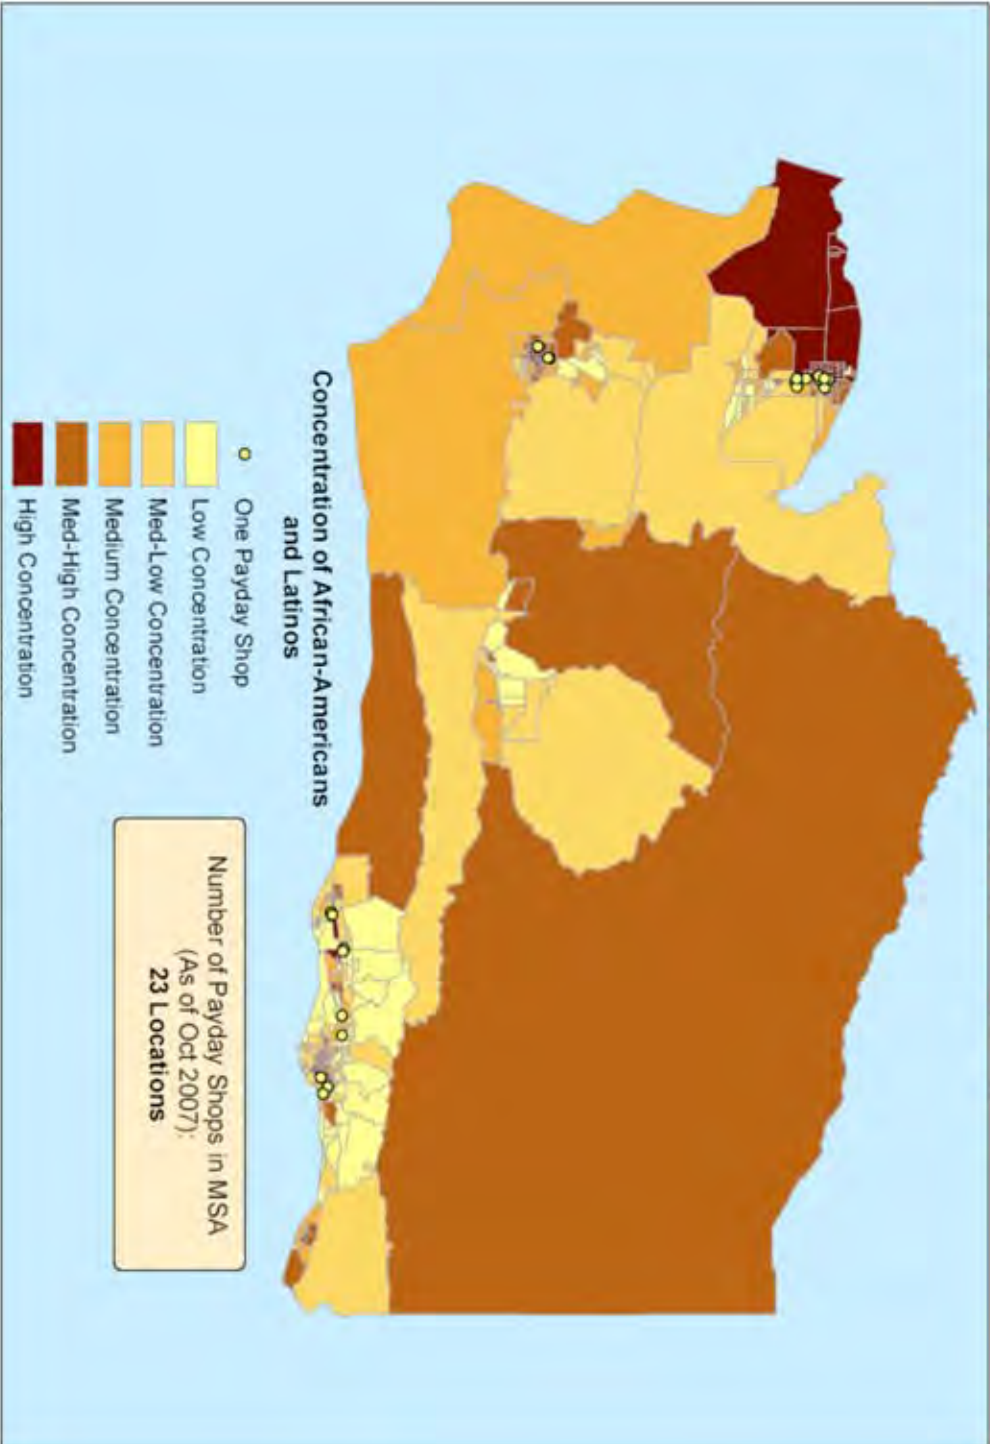 Concentration of African-Americans
and Latinos
One Payday Shop
Low Concentration
Med-Low Concentration
Medium Concentration
Med-High Concentration
High Concentration
Number of Payday Shops in MSA
(As of Oct 2007):
23 Locations